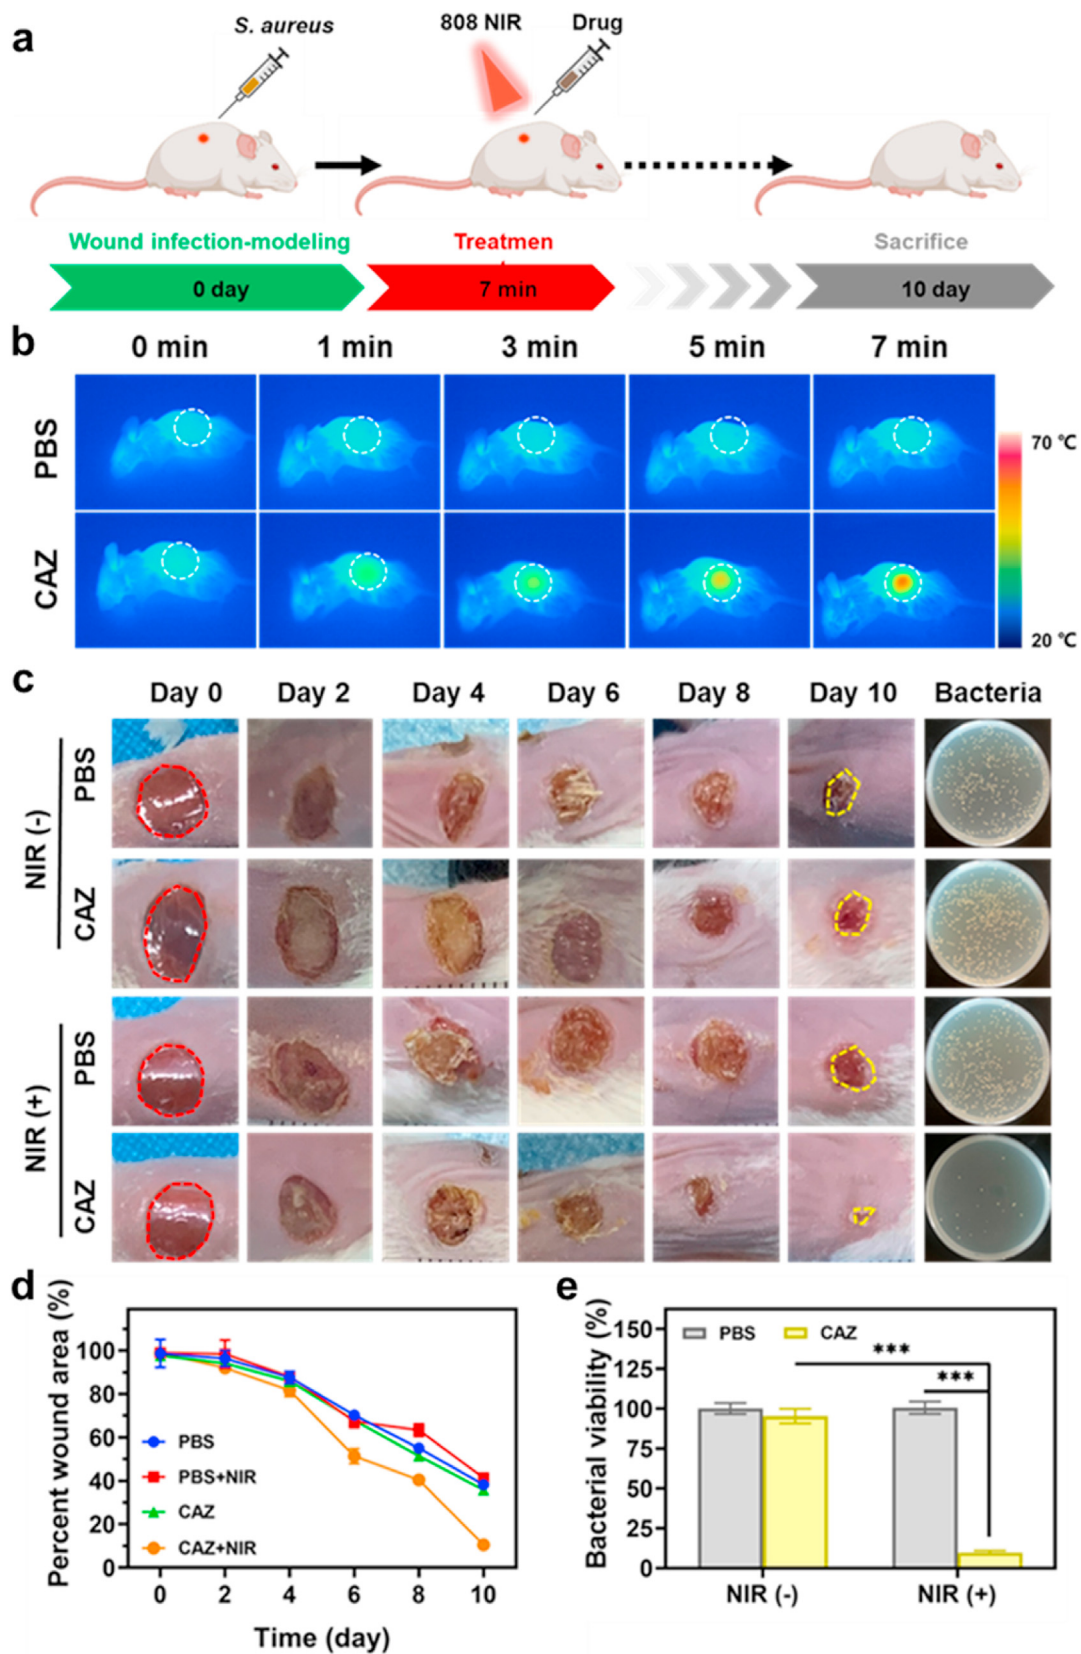 a
S. aureus
808 NIR
Drug
Wound infection-modeling
Treatmen
Sacrifice
0 day
7 min
10 day
b
0 min
1 min
3 min
5 min
7 min
PBS
CAZ
70 ℃
20 ℃
c
Day 0
Day 2
Day 4
Day 6
Day 8
Day 10
Bacteria
NIR (-)
PBS
CAZ
NIR (+)
PBS
CAZ
d
Percent wound area (%)
100
80
60
40
20
0
PBS
PBS+NIR
CAZ
CAZ+NIR
0 2 4 6 8 10
Time (day)
e
Bacterial viability (%)
150
125
100
75
50
25
0
PBS CAZ
***
***
NIR (-) NIR (+)